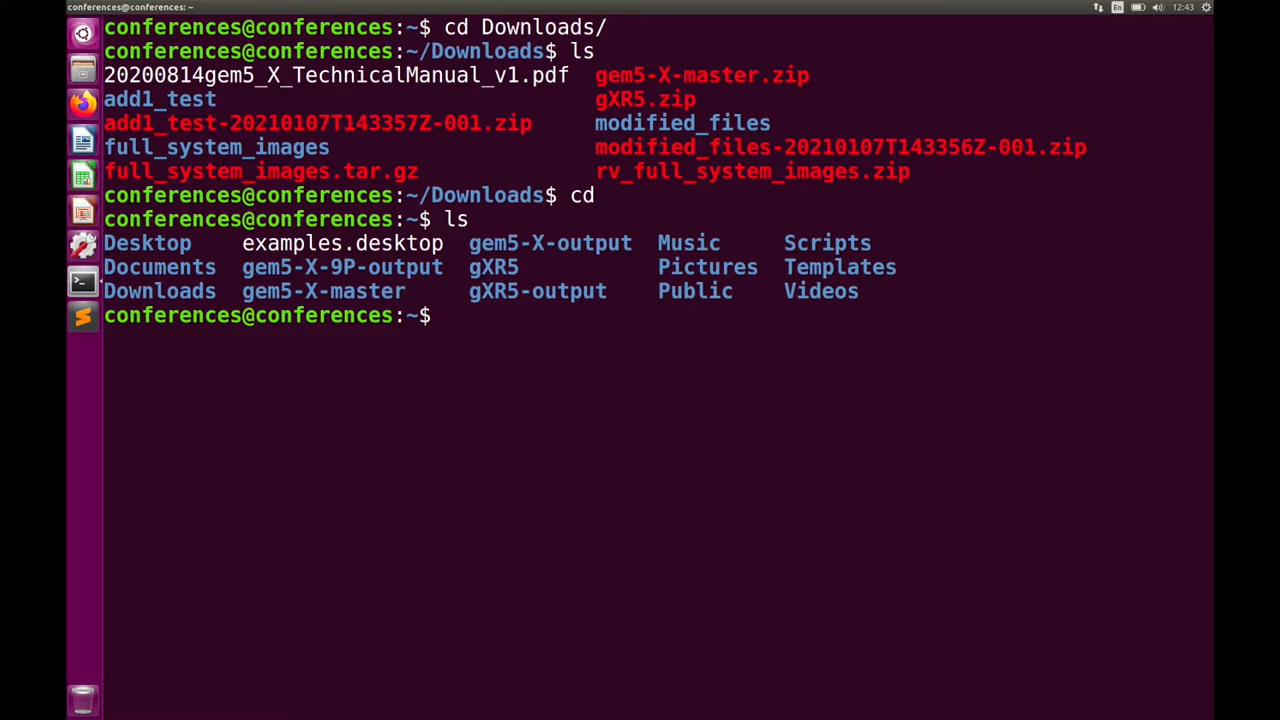 conferences@conferences: ~ En 12:43
conferences@conferences:~$ cd Downloads/
conferences@conferences:~/Downloads$ ls
20200814gem5_X_TechnicalManual_v1.pdf gem5-X-master.zip
add1_test gXR5.zip
add1_test-20210107T143357Z-001.zip modified_files
full_system_images modified_files-20210107T143356Z-001.zip
full_system_images.tar.gz rv_full_system_images.zip
conferences@conferences:~/Downloads$ cd
conferences@conferences:~$ ls
Desktop examples.desktop gem5-X-output Music Scripts
Documents gem5-X-9P-output gXR5 Pictures Templates
Downloads gem5-X-master gXR5-output Public Videos
conferences@conferences:~$